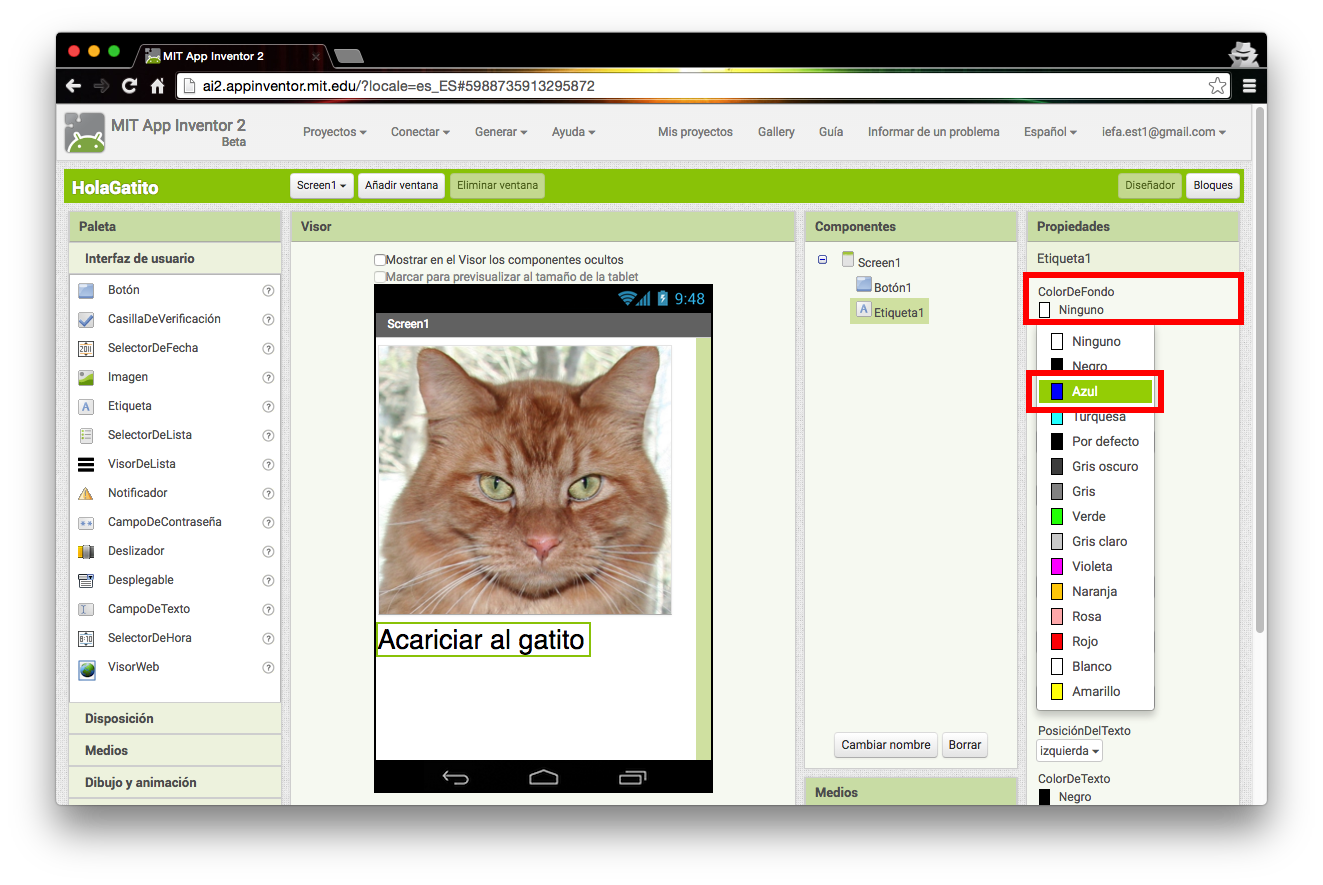 MIT App Inventor 2
ai2.appinventor.mit.edu/?locale=es_ES#5988735913295872
MIT App Inventor 2
Beta
Proyectos Conectar Generar Ayuda Mis proyectos Gallery Guía Informar de un problema Español iefa.est1@gmail.com
HolaGatito Screen1 Añadir ventana Eliminar ventana Diseñador Bloques
Paleta
Interfaz de usuario
Botón ?
CasillaDeVerificación ?
SelectorDeFecha ?
Imagen ?
A Etiqueta ?
SelectorDeLista ?
VisorDeLista ?
Notificador ?
CampoDeContraseña ?
Deslizador ?
Desplegable ?
CampoDeTexto ?
SelectorDeHora ?
VisorWeb ?
Disposición
Medios
Dibujo y animación
Visor
Mostrar en el Visor los componentes ocultos
Marcar para previsualizar al tamaño de la tablet
9:48
Screen1
Acariciar al gatito
Componentes
Screen1
Botón1
A Etiqueta1
Cambiar nombre Borrar
Medios
Propiedades
Etiqueta1
ColorDeFondo
Ninguno
Ninguno
Negro
Azul
Turquesa
Por defecto
Gris oscuro
Gris
Verde
Gris claro
Violeta
Naranja
Rosa
Rojo
Blanco
Amarillo
PosiciónDelTexto
izquierda
ColorDeTexto
Negro